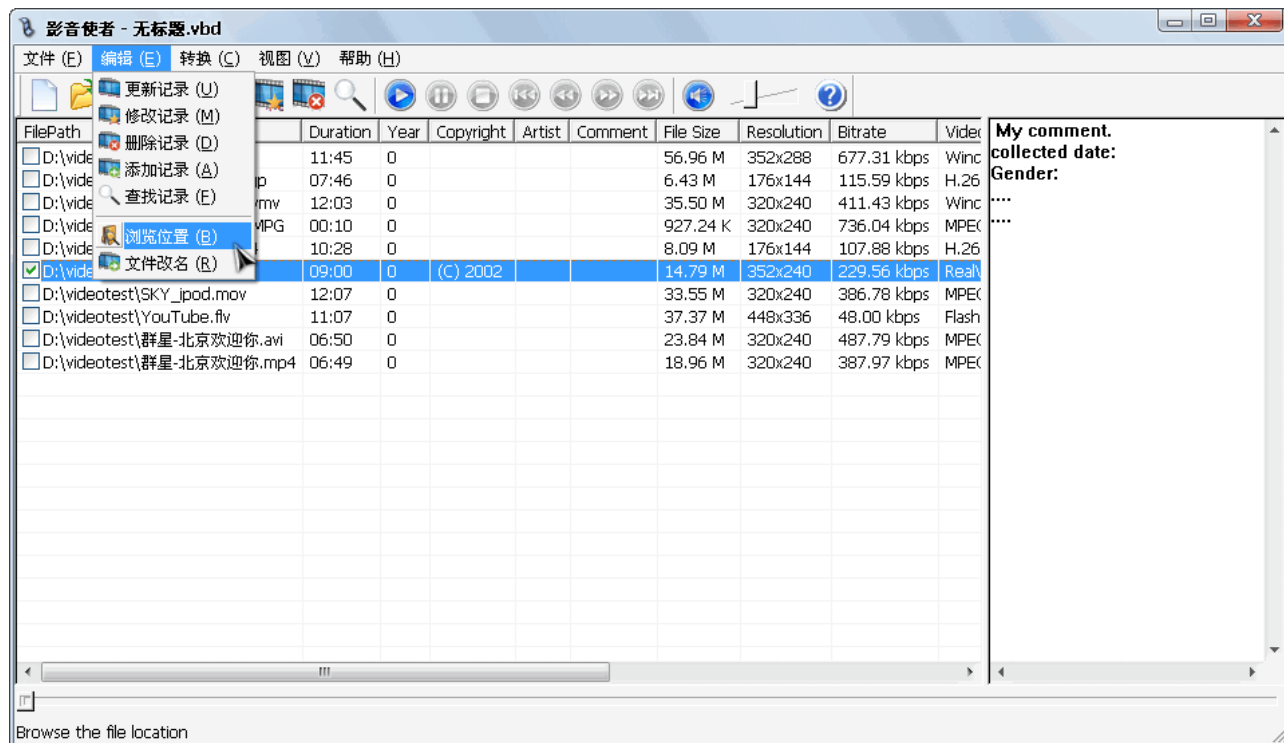 影音使者 - 无标题.vbd
文件 (F) 编辑 (E) 转换 (C) 视图 (V) 帮助 (H)
更新记录 (U)
修改记录 (M)
删除记录 (D)
添加记录 (A)
查找记录 (F)
浏览位置 (B)
文件改名 (R)
FilePath Duration Year Copyright Artist Comment File Size Resolution Bitrate Videc
D:\vide 11:45 0 56.96 M 352x288 677.31 kbps Winc
D:\vide p 07:46 0 6.43 M 176x144 115.59 kbps H.26
D:\vide mv 12:03 0 35.50 M 320x240 411.43 kbps Winc
D:\vide MPG 00:10 0 927.24 K 320x240 736.04 kbps MPE(
D:\vide 10:28 0 8.09 M 176x144 107.88 kbps H.26
D:\vide 09:00 0 (C) 2002 14.79 M 352x240 229.56 kbps Real
D:\videotest\SKY_ipod.mov 12:07 0 33.55 M 320x240 386.78 kbps MPE(
D:\videotest\YouTube.flv 11:07 0 37.37 M 448x336 48.00 kbps Flash
D:\videotest\群星-北京欢迎你.avi 06:50 0 23.84 M 320x240 487.79 kbps MPE(
D:\videotest\群星-北京欢迎你.mp4 06:49 0 18.96 M 320x240 387.97 kbps MPE(
My comment.
collected date:
Gender:
....
....
Browse the file location